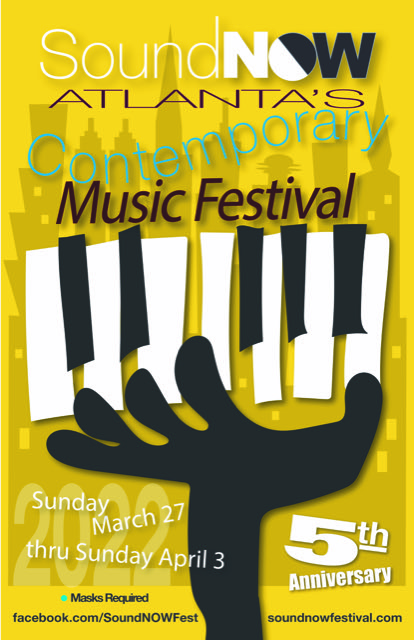 SoundNOW
ATLANTA'S
Contemporary
Music Festival
2022
Sunday
March 27
thru Sunday April 3
5th
Anniversary
Masks Required
facebook.com/SoundNOWFest
soundnowfestival.com